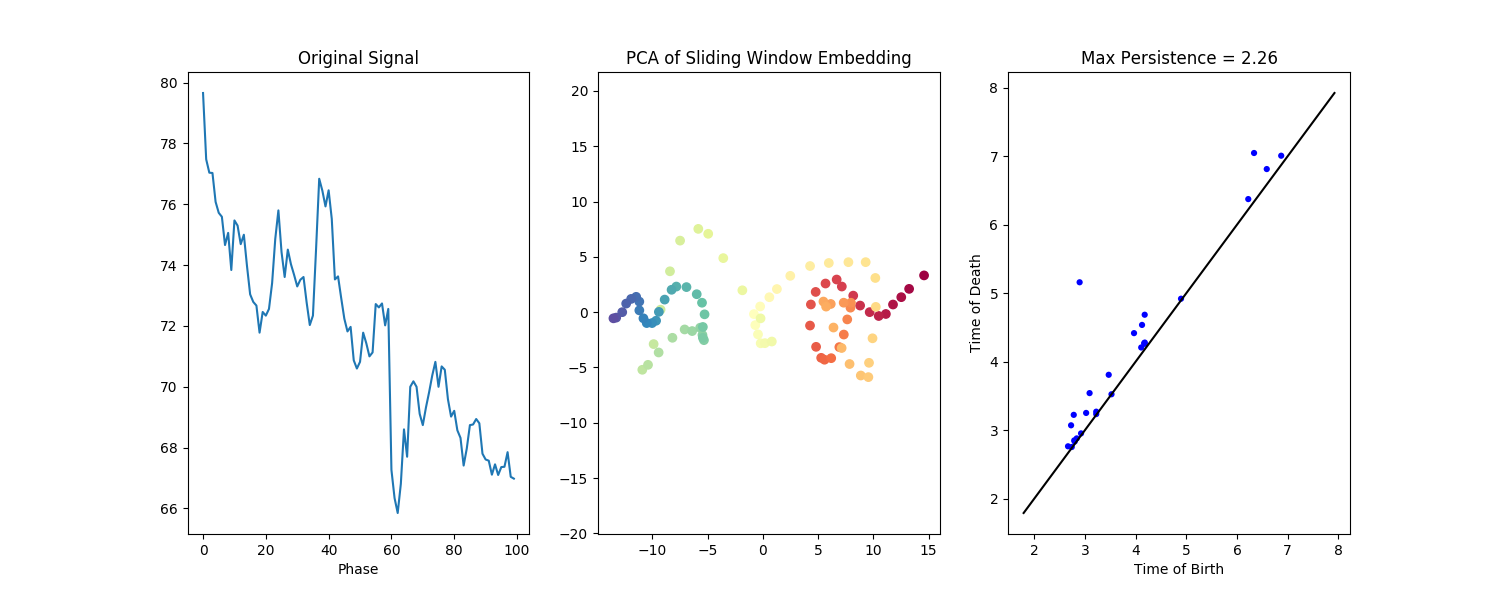 Original Signal
80
78
76
74
72
70
68
66
0 20 40 60 80 100
Phase
PCA of Sliding Window Embedding
20
15
10
5
0
−5
−10
−15
−20
−10 −5 0 5 10 15
Max Persistence = 2.26
Time of Death
8
7
6
5
4
3
2
2 3 4 5 6 7 8
Time of Birth